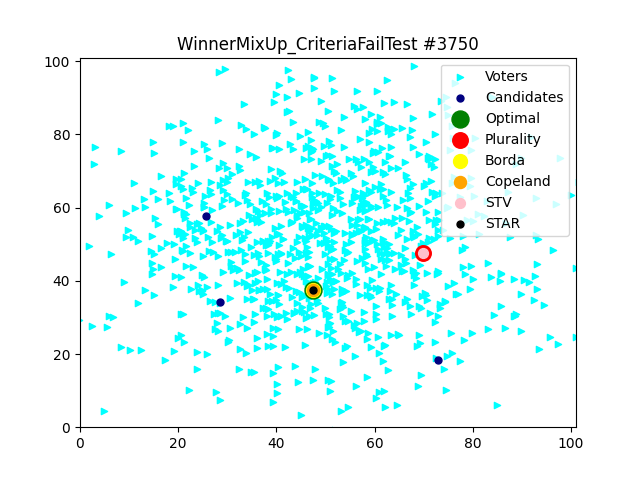 WinnerMixUp_CriteriaFailTest #3750
100
80
60
40
20
0
0
20
40
60
80
100
Voters
Candidates
Optimal
Plurality
Borda
Copeland
STV
STAR